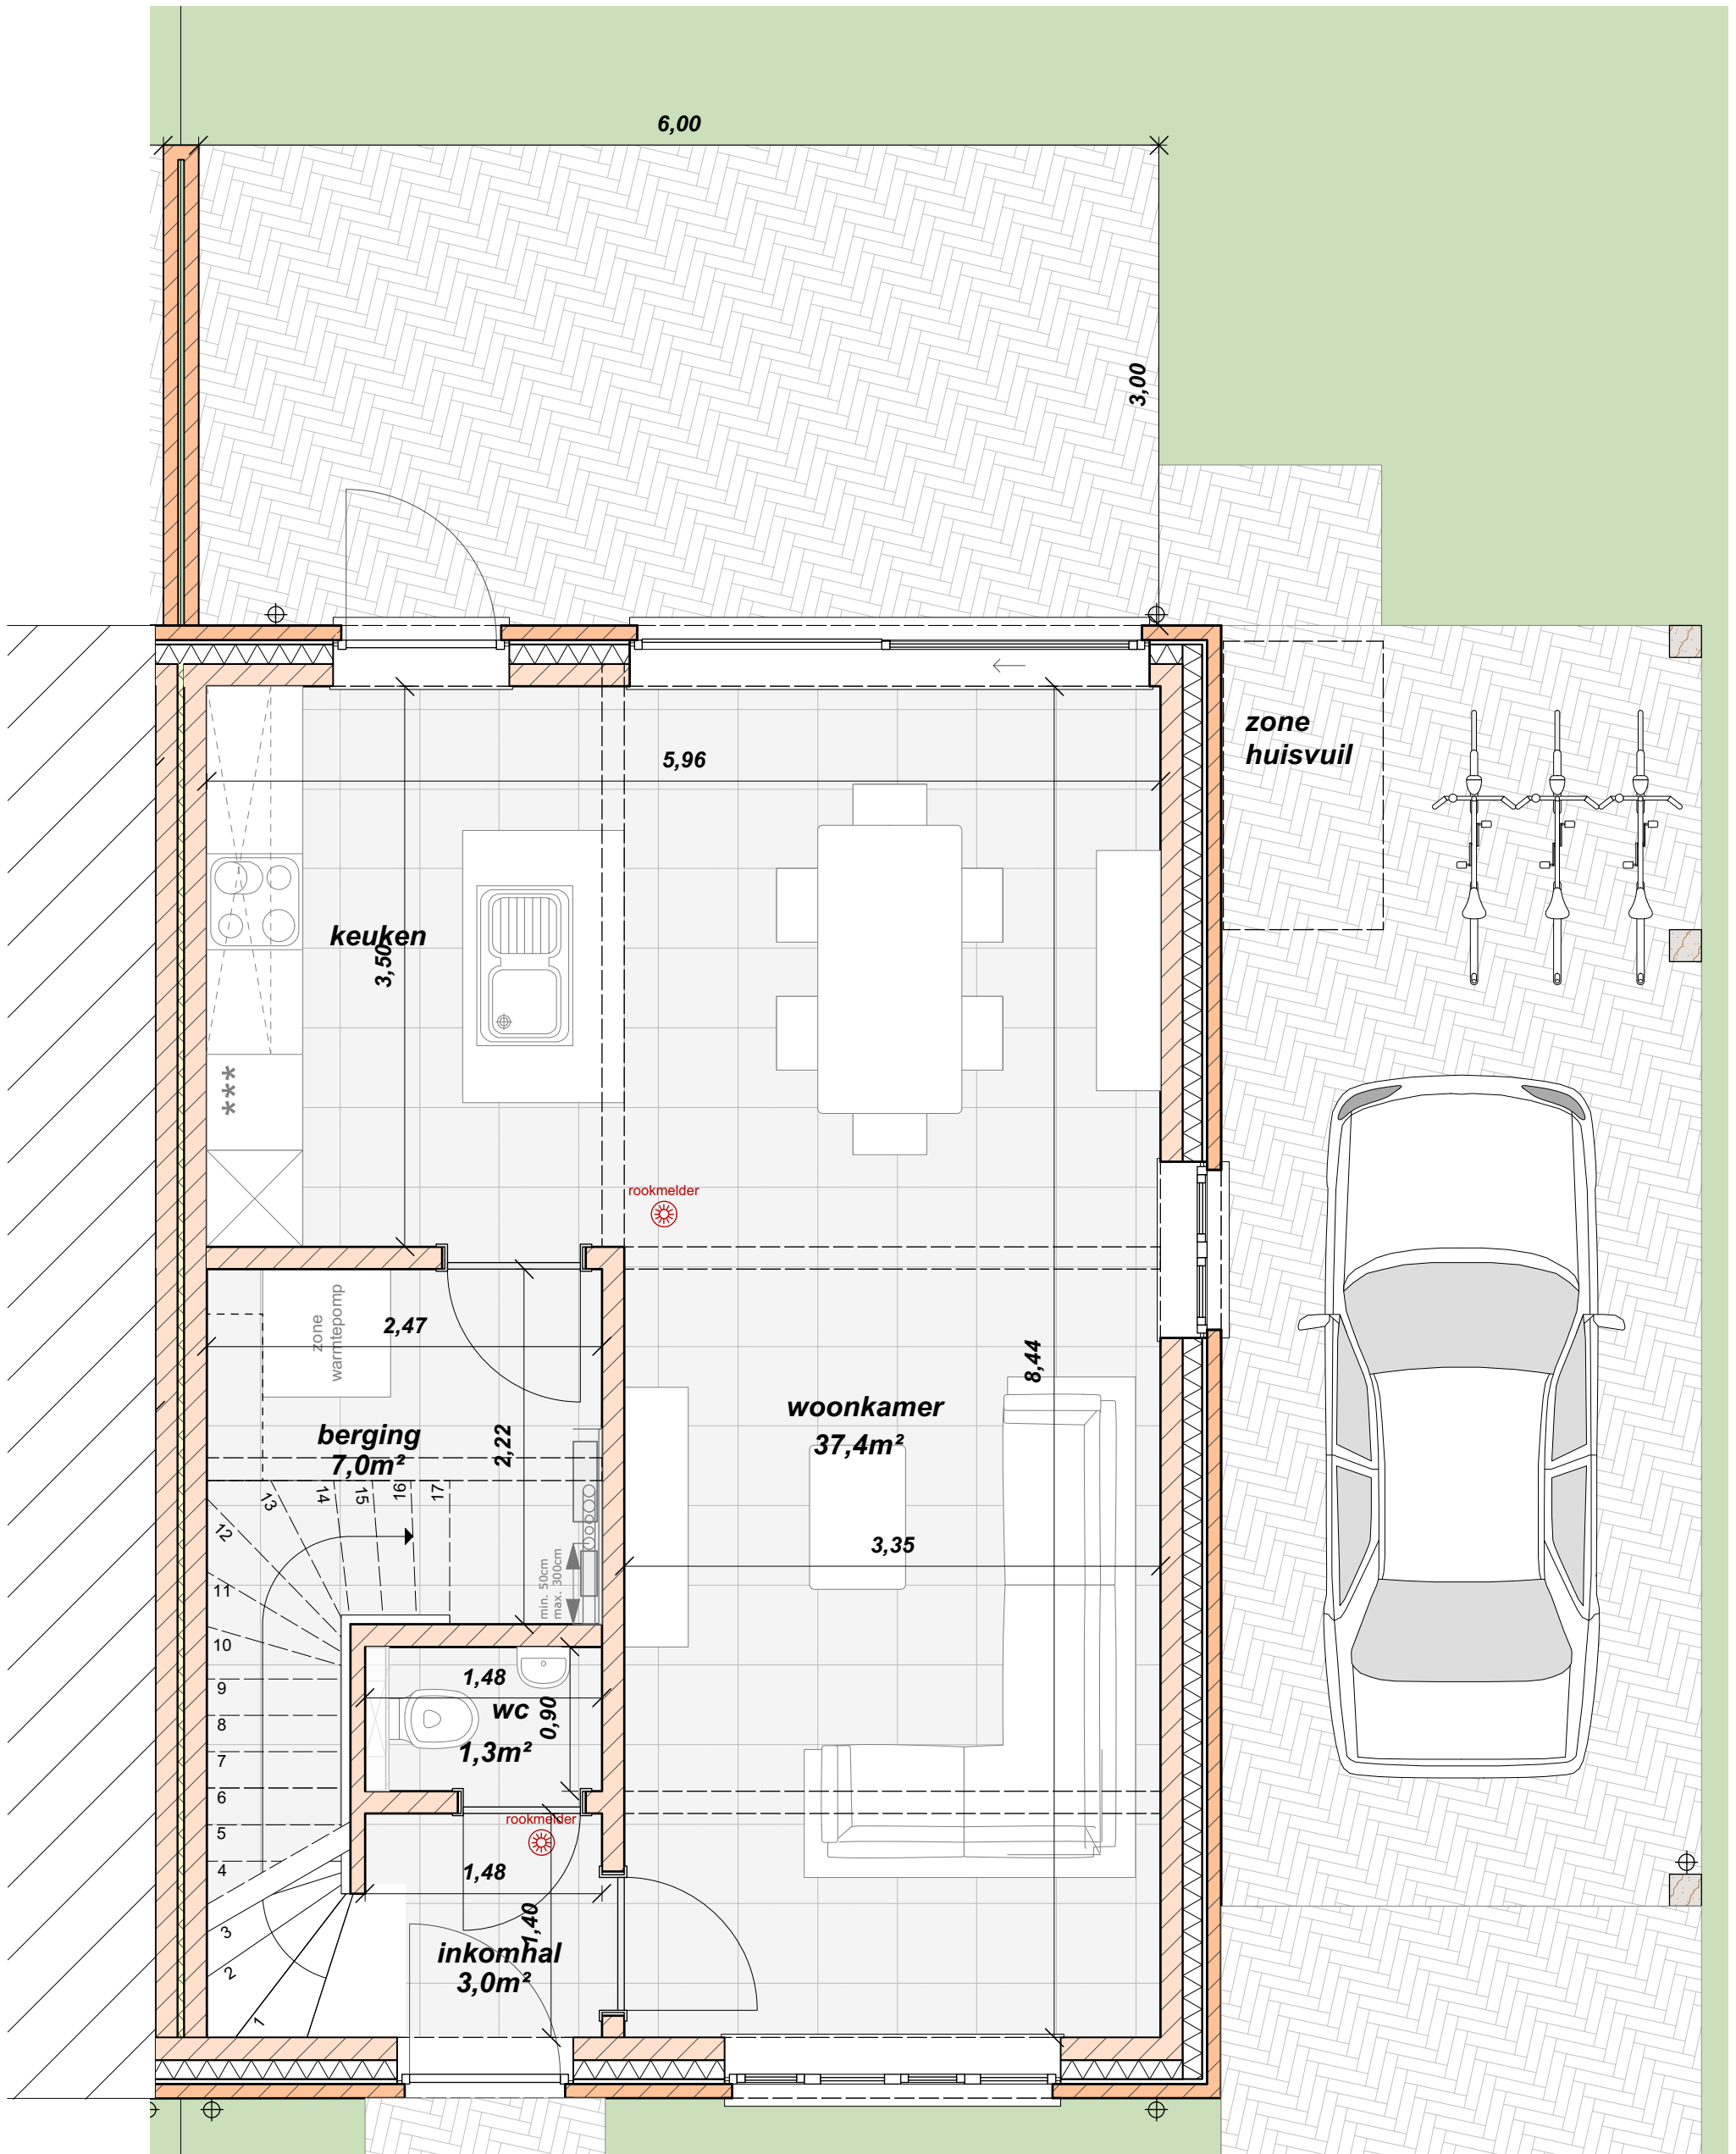 6,00
3,00
zone
huisvuil
5,96
keuken
3,50
***
rookmelder
zone
warmtepomp
2,47
8,44
berging
7,0m²
2,22
woonkamer
37,4m²
17
16
15
14
13
12
11
10
9
8
7
6
5
4
3
2
1
min. 50cm
max. 300cm
3,35
1,48
wc
0,90
1,3m²
rookmelder
1,48
1,40
inkomhal
3,0m²